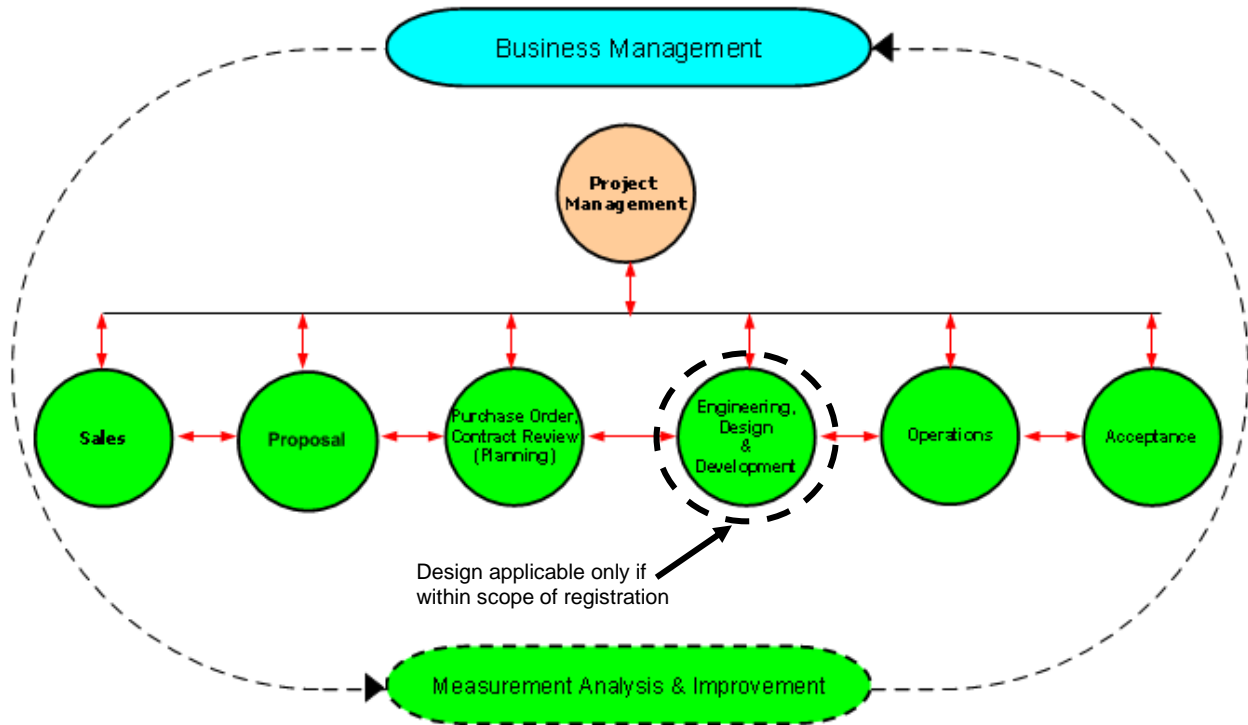 Business Management
Project
Management
Sales
Proposal
Purchase Order,
Contract Review
(Planning)
Engineering,
Design
&
Development
Operations
Acceptance
Design applicable only if
within scope of registration
Measurement Analysis & Improvement